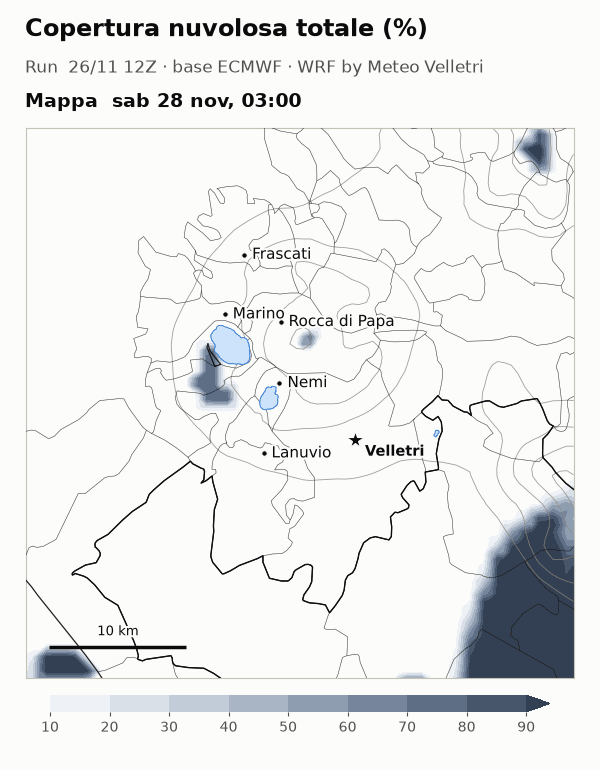 Copertura nuvolosa totale (%)
Run 26/11 12Z · base ECMWF · WRF by Meteo Velletri
Mappa sab 28 nov, 03:00
Frascati
Marino
Rocca di Papa
Nemi
Velletri
Lanuvio
10 km
10 20 30 40 50 60 70 80 90